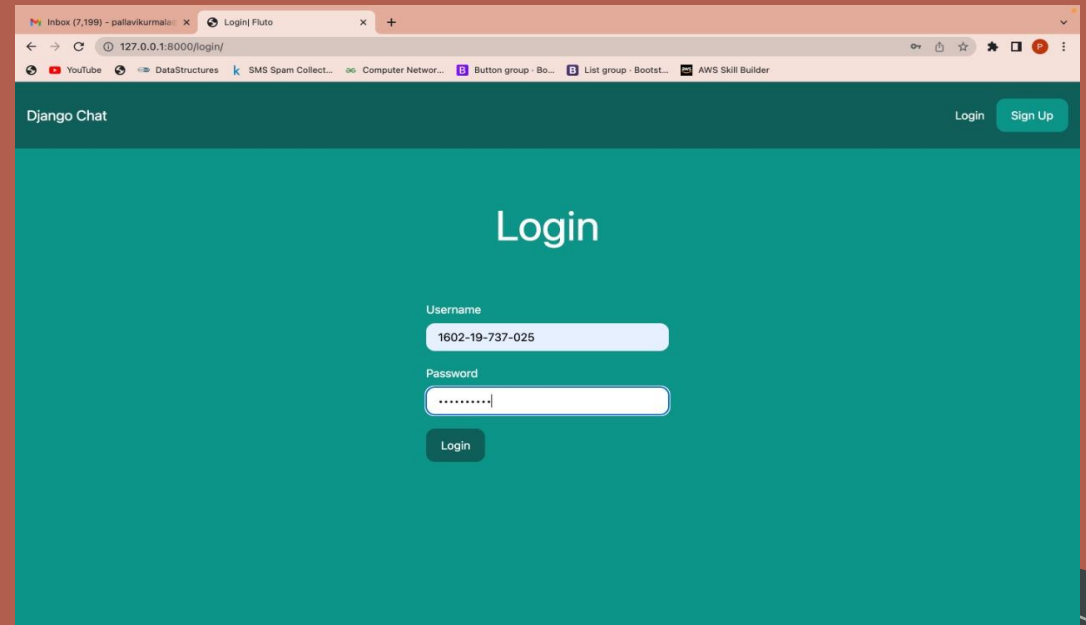 Inbox (7,199) - pallavikurmala
Login| Fluto
127.0.0.1:8000/login/
P
YouTube DataStructures k SMS Spam Collect... Computer Networ... B Button group · Bo... B List group · Bootst... aws AWS Skill Builder
Django Chat Login Sign Up
Login
Username
1602-19-737-025
Password
••••••••••
Login